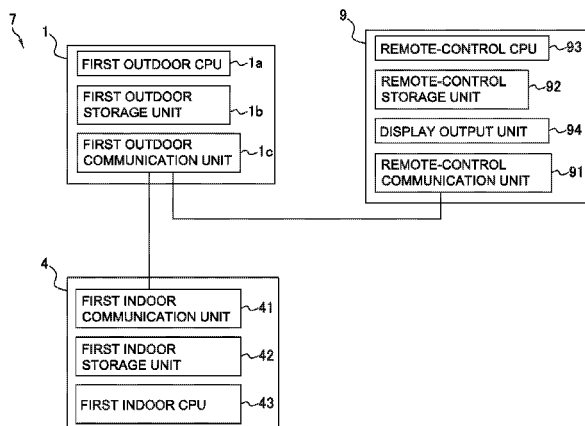 7
1
FIRST OUTDOOR CPU
1a
FIRST OUTDOOR
STORAGE UNIT
1b
FIRST OUTDOOR
COMMUNICATION UNIT
1c
9
REMOTE-CONTROL CPU
93
REMOTE-CONTROL
STORAGE UNIT
92
DISPLAY OUTPUT UNIT
94
REMOTE-CONTROL
COMMUNICATION UNIT
91
4
FIRST INDOOR
COMMUNICATION UNIT
41
FIRST INDOOR
STORAGE UNIT
42
FIRST INDOOR CPU
43